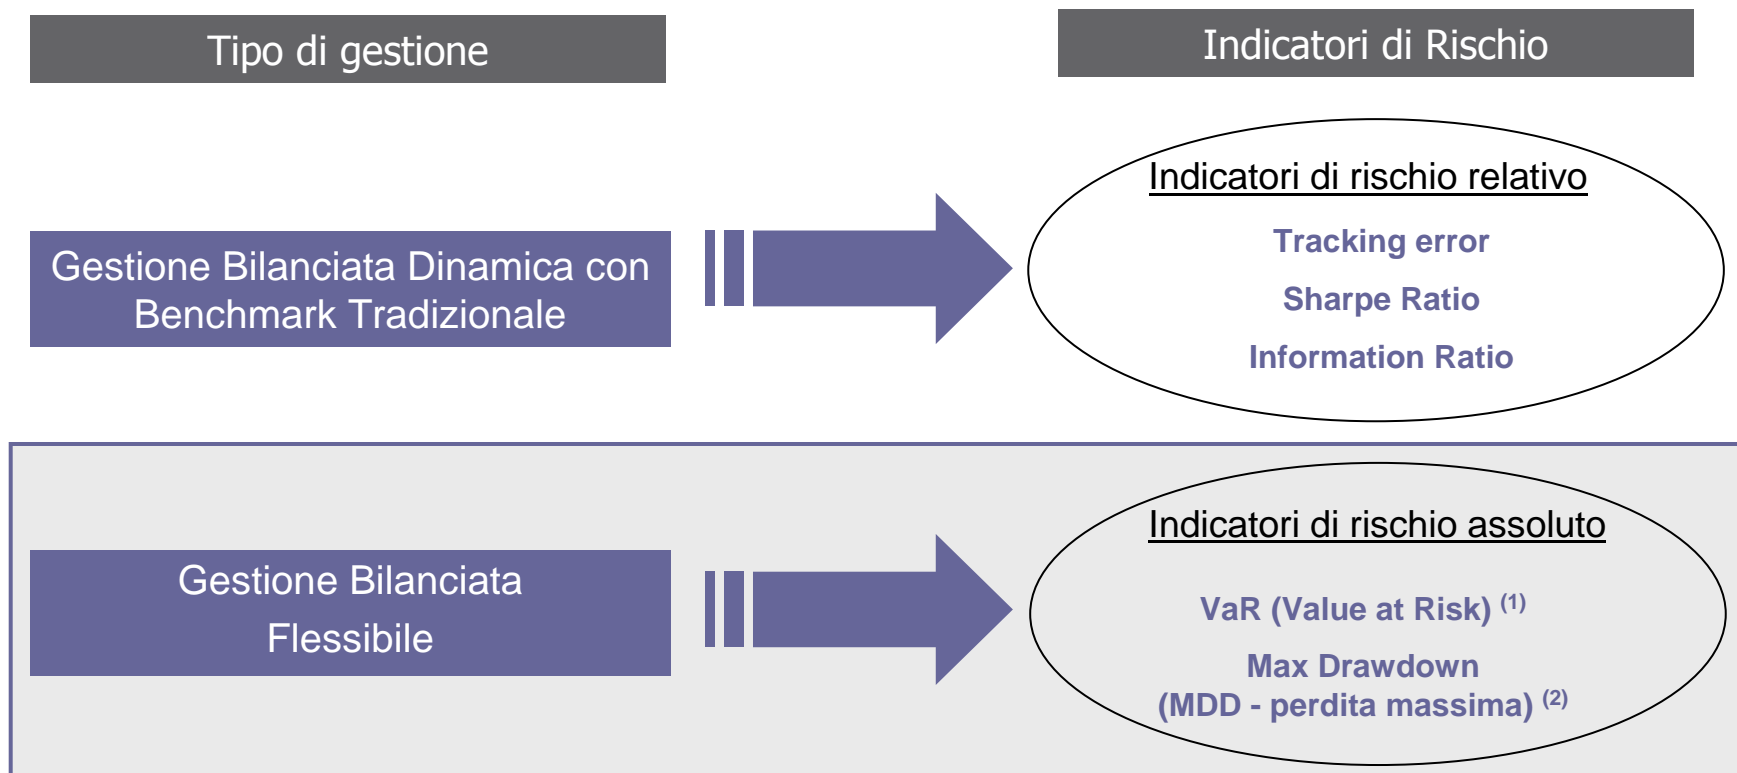 Tipo di gestione
Indicatori di Rischio
Gestione Bilanciata Dinamica con
Benchmark Tradizionale
Indicatori di rischio relativo
Tracking error
Sharpe Ratio
Information Ratio
Gestione Bilanciata
Flessibile
Indicatori di rischio assoluto
VaR (Value at Risk) (1)
Max Drawdown
(MDD - perdita massima) (2)